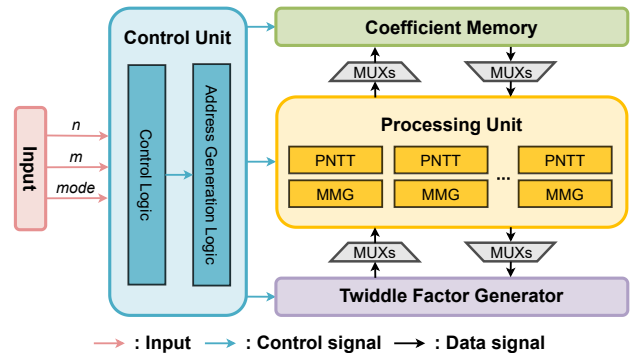 Control Unit
Coefficient Memory
MUXs
MUXs
Input
n
m
mode
Control Logic
Address Generation Logic
Processing Unit
PNTT
PNTT
PNTT
...
MMG
MMG
MMG
MUXs
MUXs
Twiddle Factor Generator
: Input
: Control signal
: Data signal